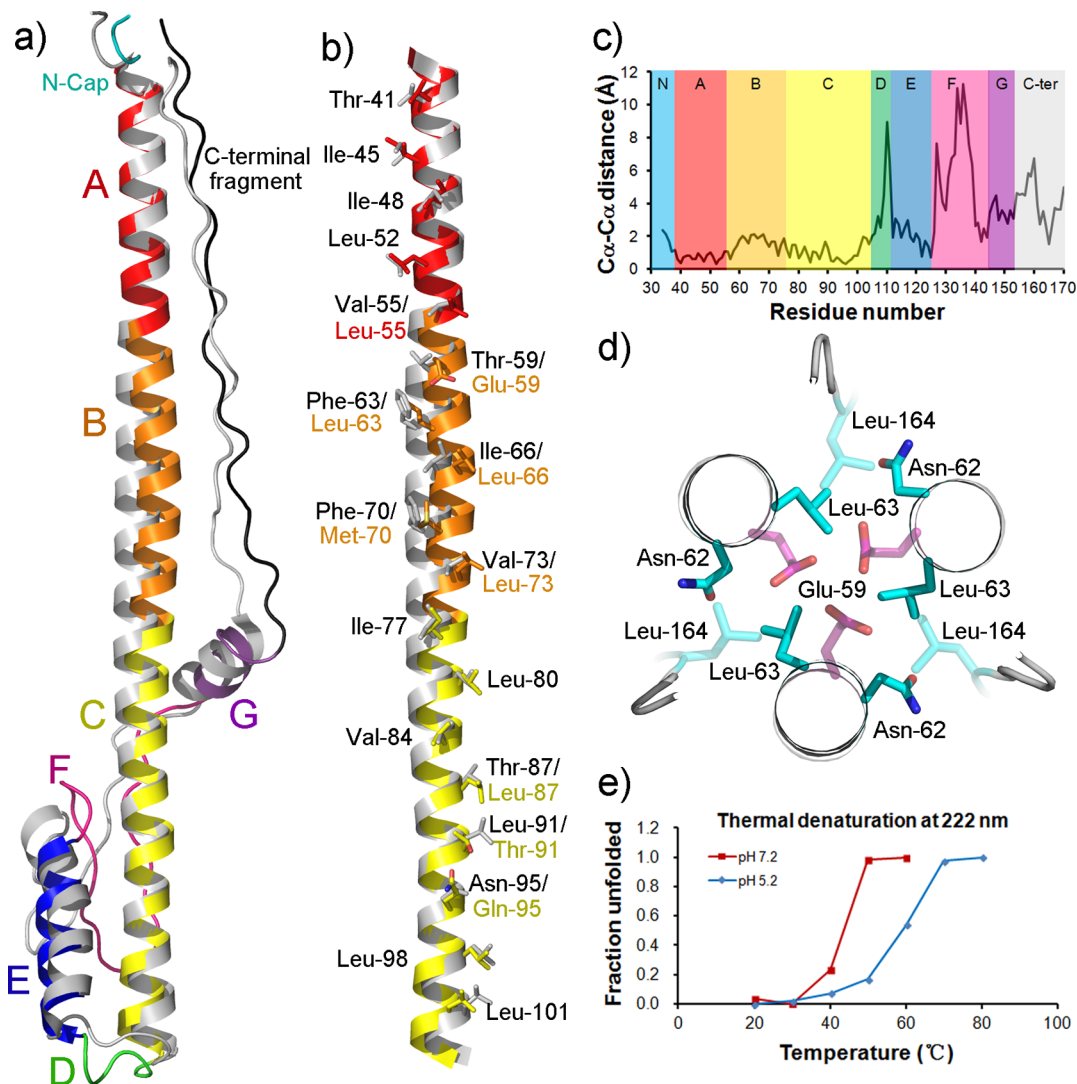 a)
N-Cap
A
C-terminal
fragment
B
C
G
F
E
D
b)
Thr-41
Ile-45
Ile-48
Leu-52
Val-55/
Leu-55
Thr-59/
Glu-59
Phe-63/
Leu-63
Ile-66/
Leu-66
Phe-70/
Met-70
Val-73/
Leu-73
Ile-77
Leu-80
Val-84
Thr-87/
Leu-87
Leu-91/
Thr-91
Asn-95/
Gln-95
Leu-98
Leu-101
c)
Cα-Cα distance (Å)
12
10
8
6
4
2
0
N A B C D E F G C-ter
30 40 50 60 70 80 90 100 110 120 130 140 150 160 170
Residue number
d)
Leu-164
Asn-62
Leu-63
Asn-62
Glu-59
Leu-63
Leu-164
Leu-164
Leu-63
Asn-62
e)
Thermal denaturation at 222 nm
pH 7.2
pH 5.2
Fraction unfolded
1.2
1.0
0.8
0.6
0.4
0.2
0.0
0 20 40 60 80 100
Temperature (℃)